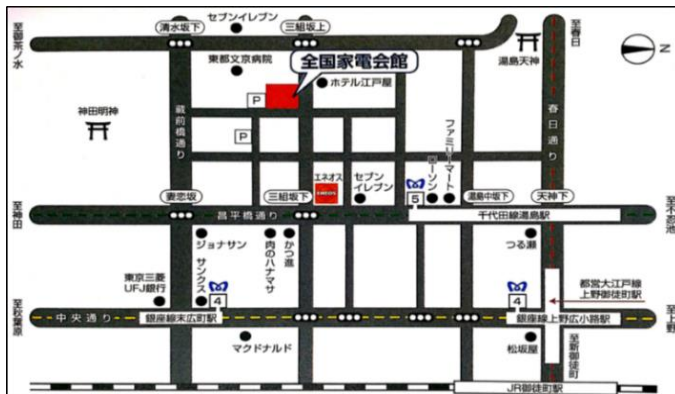 至御茶ノ水
清水坂下
セブンイレブン
三組坂上
東都文京病院
全国家電会館
ホテル江戸屋
湯島天神
至春日
N
神田明神
蔵前橋通り
P
P
春日通り
ファミリーマート
ローソン
エネオス
ENEOS
セブン
イレブン
5
妻恋坂
三組坂下
湯島中坂下
天神下
至神田
昌平橋通り
千代田線湯島駅
至不忍池
ジョナサン
肉のハナマサ
かつ進
つる瀬
東京三菱
UFJ銀行
サンクス
4
4
都営大江戸線
上野御徒町駅
至秋葉原
中央通り
銀座線末広町駅
銀座線上野広小路駅
至上野
マクドナルド
松坂屋
至新御徒町
JR御徒町駅